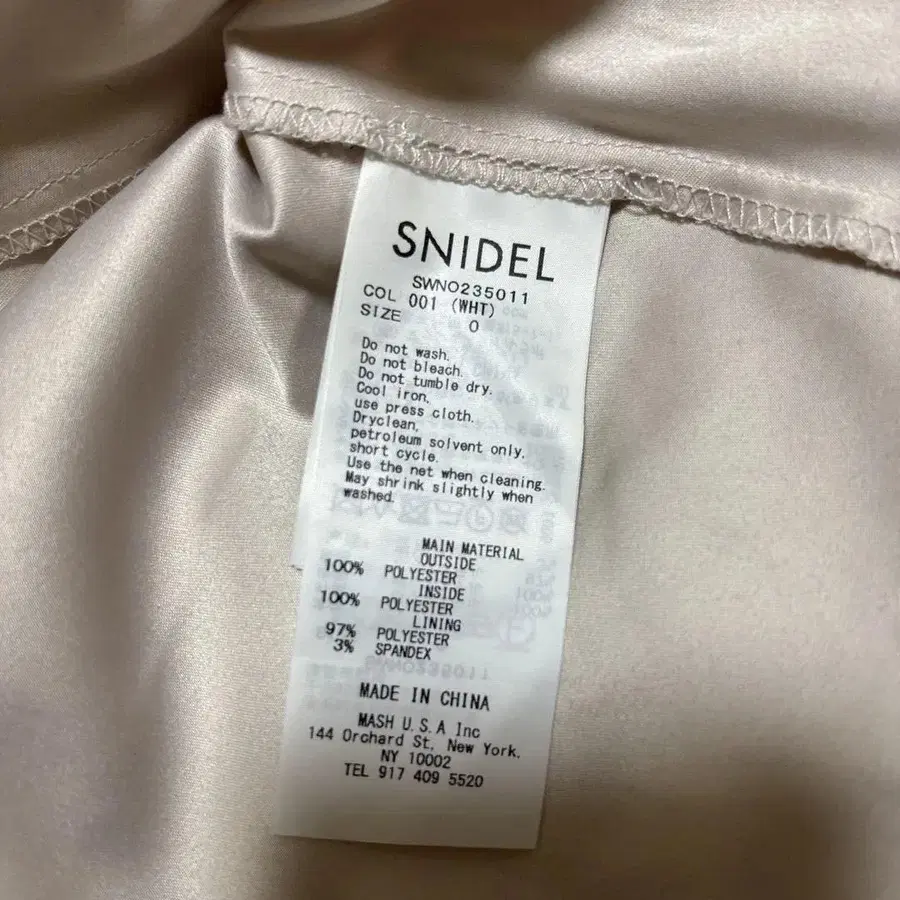 SNIDEL
SWNO235011
COL 001 (WHT)
SIZE 0
Do not wash.
Do not bleach.
Do not tumble dry.
Cool iron,
use press cloth.
Dryclean,
petroleum solvent only.
short cycle.
Use the net when cleaning.
May shrink slightly when
washed.
MAIN MATERIAL
OUTSIDE
100% POLYESTER
INSIDE
100% POLYESTER
LINING
97% POLYESTER
3% SPANDEX
MADE IN CHINA
MASH U.S.A Inc
144 Orchard St, New York.
NY 10002
TEL 917 409 5520